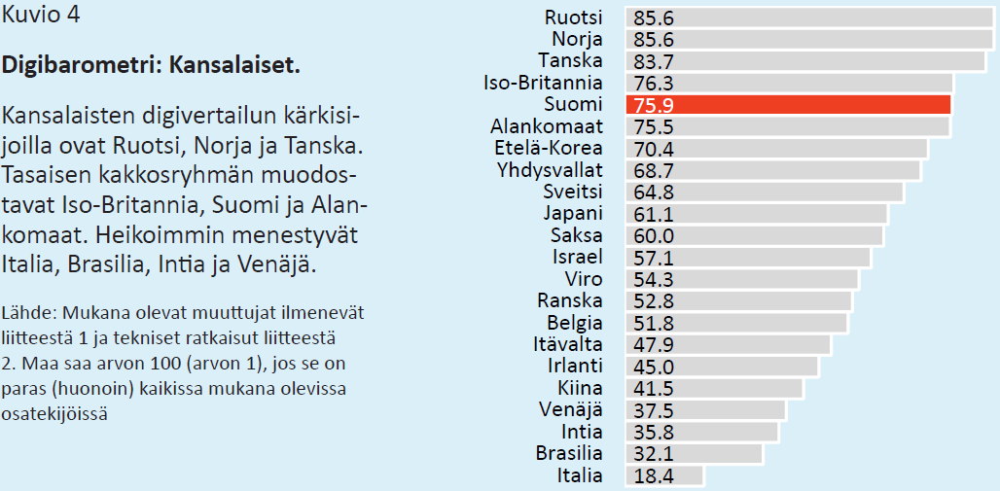 Kuvio 4
Digibarometri: Kansalaiset.
Kansalaisten digivertailun kärkisi-
joilla ovat Ruotsi, Norja ja Tanska.
Tasaisen kakkosryhmän muodos-
tavat Iso-Britannia, Suomi ja Alan-
komaat. Heikoimmin menestyvät
Italia, Brasilia, Intia ja Venäjä.
Lähde: Mukana olevat muuttujat ilmenevät
liitteestä 1 ja tekniset ratkaisut liitteestä
2. Maa saa arvon 100 (arvon 1), jos se on
paras (huonoin) kaikissa mukana olevissa
osatekijöissä
Ruotsi 85.6
Norja 85.6
Tanska 83.7
Iso-Britannia 76.3
Suomi 75.9
Alankomaat 75.5
Etelä-Korea 70.4
Yhdysvallat 68.7
Sveitsi 64.8
Japani 61.1
Saksa 60.0
Israel 57.1
Viro 54.3
Ranska 52.8
Belgia 51.8
Itävalta 47.9
Irlanti 45.0
Kiina 41.5
Venäjä 37.5
Intia 35.8
Brasilia 32.1
Italia 18.4